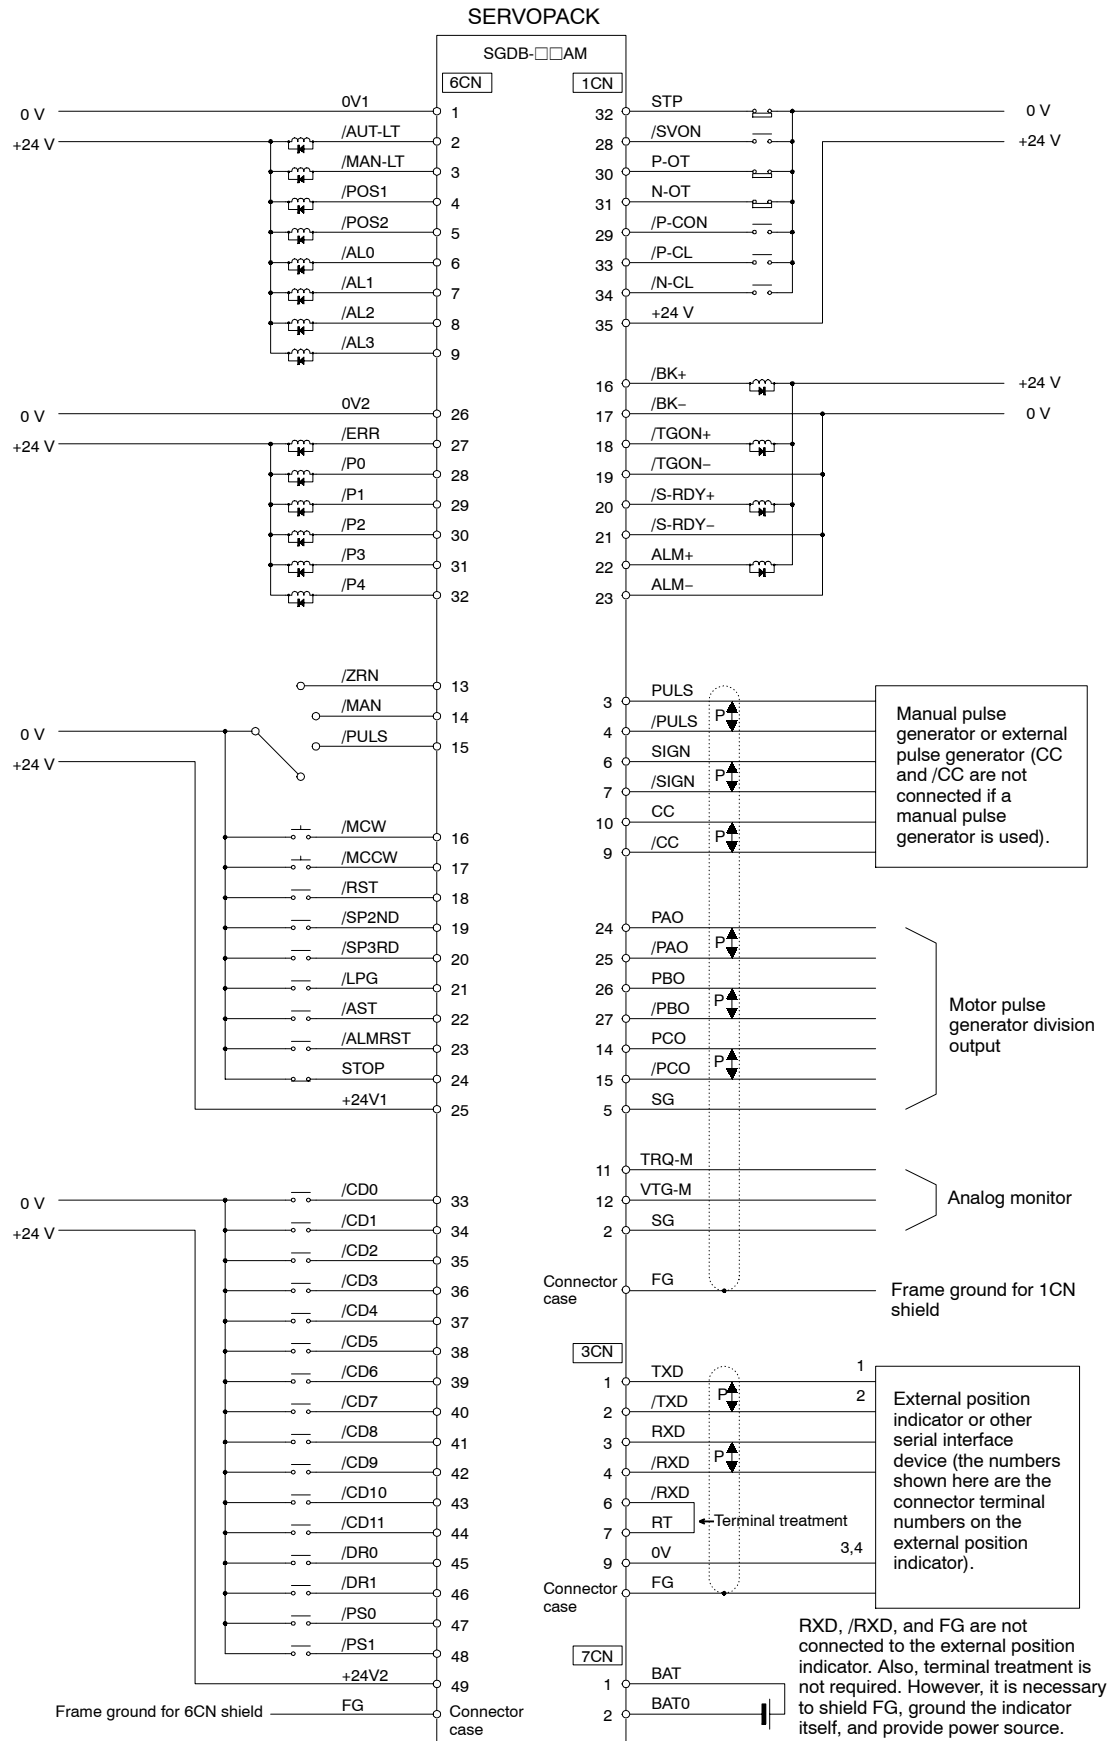 SERVOPACK
SGDB-□□AM
6CN
0 V
0V1
1
+24 V
/AUT-LT
2
/MAN-LT
3
/POS1
4
/POS2
5
/AL0
6
/AL1
7
/AL2
8
/AL3
9
0 V
0V2
26
+24 V
/ERR
27
/P0
28
/P1
29
/P2
30
/P3
31
/P4
32
/ZRN
13
/MAN
14
0 V
/PULS
15
+24 V
/MCW
16
/MCCW
17
/RST
18
/SP2ND
19
/SP3RD
20
/LPG
21
/AST
22
/ALMRST
23
STOP
24
+24V1
25
0 V
/CD0
33
+24 V
/CD1
34
/CD2
35
/CD3
36
/CD4
37
/CD5
38
/CD6
39
/CD7
40
/CD8
41
/CD9
42
/CD10
43
/CD11
44
/DR0
45
/DR1
46
/PS0
47
/PS1
48
+24V2
49
Frame ground for 6CN shield
FG
Connector
case
1CN
32
STP
0 V
28
/SVON
+24 V
30
P-OT
31
N-OT
29
/P-CON
33
/P-CL
34
/N-CL
35
+24 V
16
/BK+
+24 V
17
/BK−
0 V
18
/TGON+
19
/TGON−
20
/S-RDY+
21
/S-RDY−
22
ALM+
23
ALM−
3
PULS
P
4
/PULS
6
SIGN
P
7
/SIGN
10
CC
P
9
/CC
Manual pulse
generator or external
pulse generator (CC
and /CC are not
connected if a
manual pulse
generator is used).
24
PAO
P
25
/PAO
26
PBO
P
27
/PBO
14
PCO
P
15
/PCO
5
SG
Motor pulse
generator division
output
11
TRQ-M
12
VTG-M
2
SG
Analog monitor
Connector
case
FG
Frame ground for 1CN
shield
3CN
1
TXD
1
P
2
/TXD
2
3
RXD
P
4
/RXD
6
/RXD
7
RT
Terminal treatment
9
0V
3,4
Connector
case
FG
External position
indicator or other
serial interface
device (the numbers
shown here are the
connector terminal
numbers on the
external position
indicator).
7CN
1
BAT
2
BAT0
RXD, /RXD, and FG are not
connected to the external position
indicator. Also, terminal treatment is
not required. However, it is necessary
to shield FG, ground the indicator
itself, and provide power source.